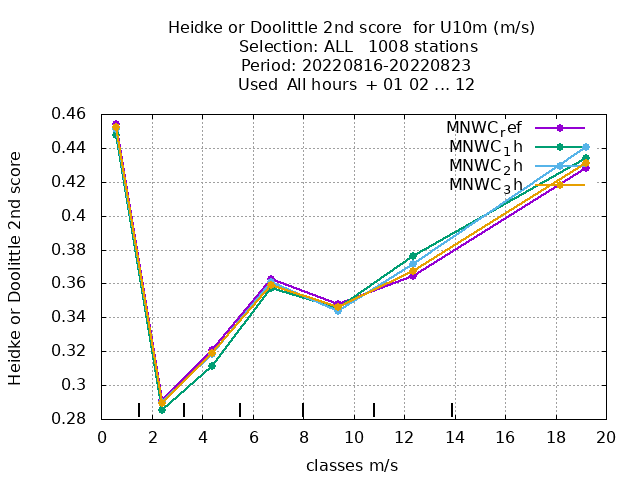 Heidke or Doolittle 2nd score  for U10m (m/s)
Selection: ALL   1008 stations
Period: 20220816-20220823
Used  All hours  + 01 02 ... 12
Heidke or Doolittle 2nd score
0.46
0.44
0.42
0.4
0.38
0.36
0.34
0.32
0.3
0.28
MNWC_ref
MNWC_1h
MNWC_2h
MNWC_3h
0 2 4 6 8 10 12 14 16 18 20
classes m/s